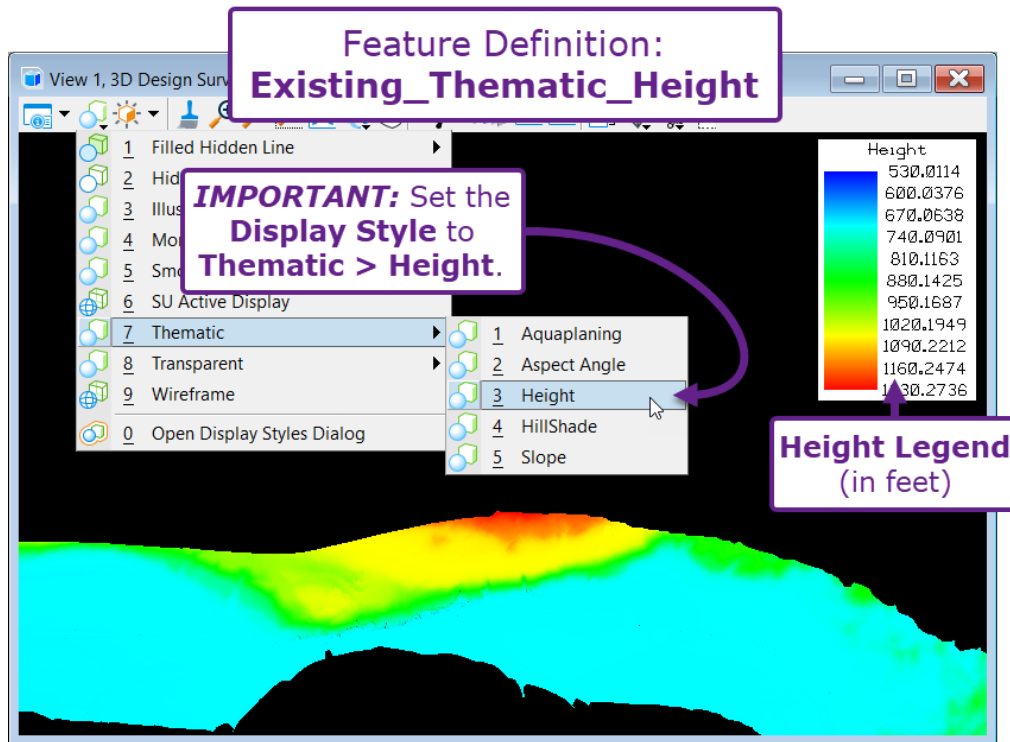 Feature Definition:
Existing_Thematic_Height
View 1, 3D Design Surv
1 Filled Hidden Line
2 Hid
3 Illus
4 Mo
5 Smo
6 SU Active Display
7 Thematic
8 Transparent
9 Wireframe
0 Open Display Styles Dialog
IMPORTANT: Set the
Display Style to
Thematic > Height.
1 Aquaplaning
2 Aspect Angle
3 Height
4 HillShade
5 Slope
Height
530.0114
600.0376
670.0638
740.0901
810.1163
880.1425
950.1687
1020.1949
1090.2212
1160.2474
30.2736
Height Legend
(in feet)